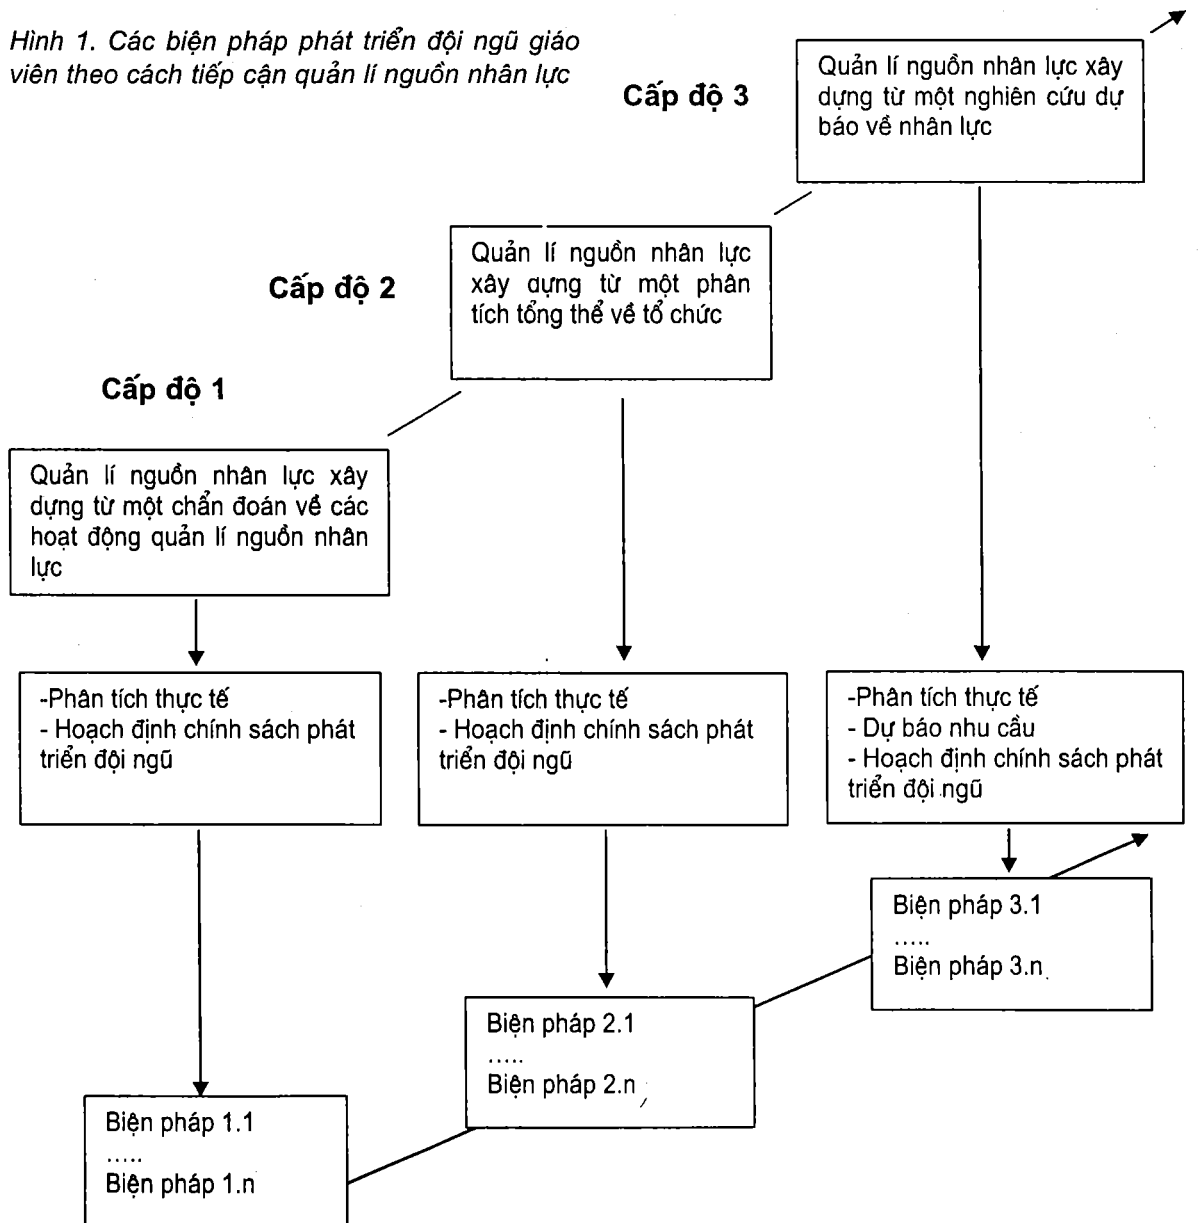 Hình 1. Các biện pháp phát triển đội ngũ giáo
viên theo cách tiếp cận quản lí nguồn nhân lực
Cấp độ 3
Quản lí nguồn nhân lực xây
dựng từ một nghiên cứu dự
báo về nhân lực
Cấp độ 2
Quản lí nguồn nhân lực
xây dựng từ một phân
tích tổng thể về tổ chức
Cấp độ 1
Quản lí nguồn nhân lực xây
dựng từ một chẩn đoán về các
hoạt động quản lí nguồn nhân
lực
-Phân tích thực tế
- Hoạch định chính sách phát
triển đội ngũ
-Phân tích thực tế
- Hoạch định chính sách phát
triển đội ngũ
-Phân tích thực tế
- Dự báo nhu cầu
- Hoạch định chính sách phát
triển đội ngũ
Biện pháp 3.1
.....
Biện pháp 3.n
Biện pháp 2.1
.....
Biện pháp 2.n
Biện pháp 1.1
.....
Biện pháp 1.n